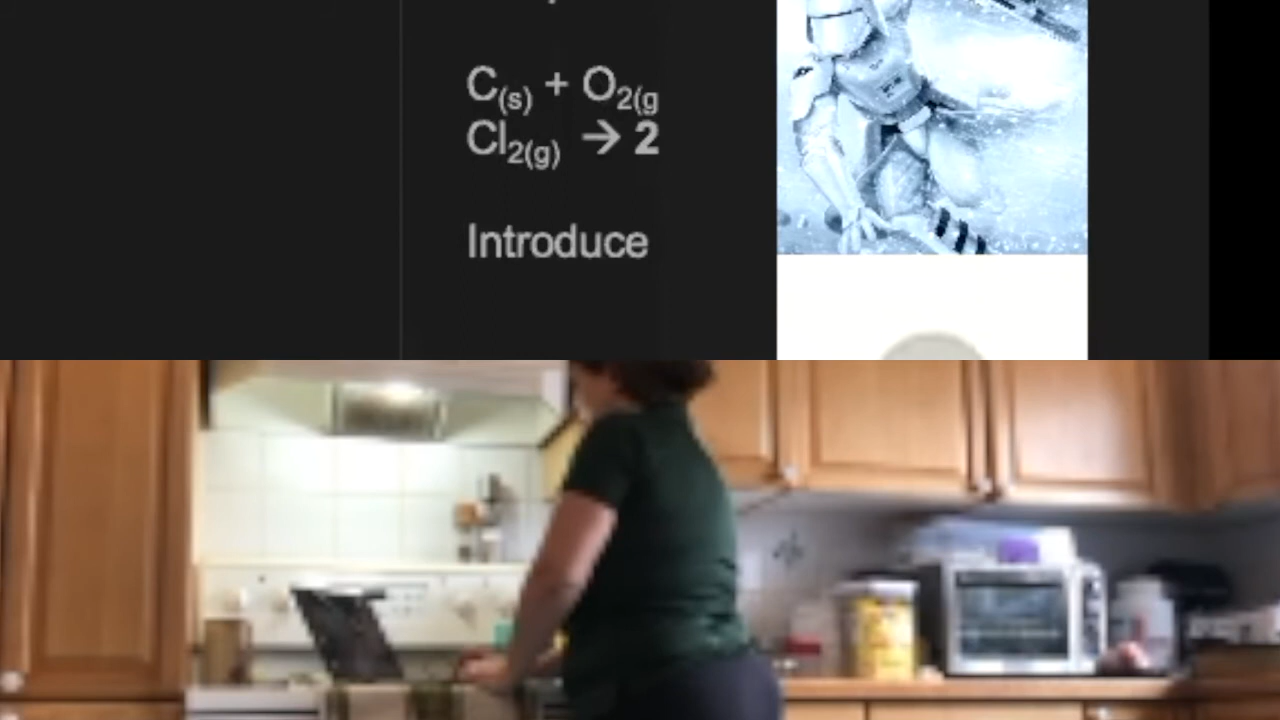 C(s) + O2(g
Cl2(g) → 2
Introduce